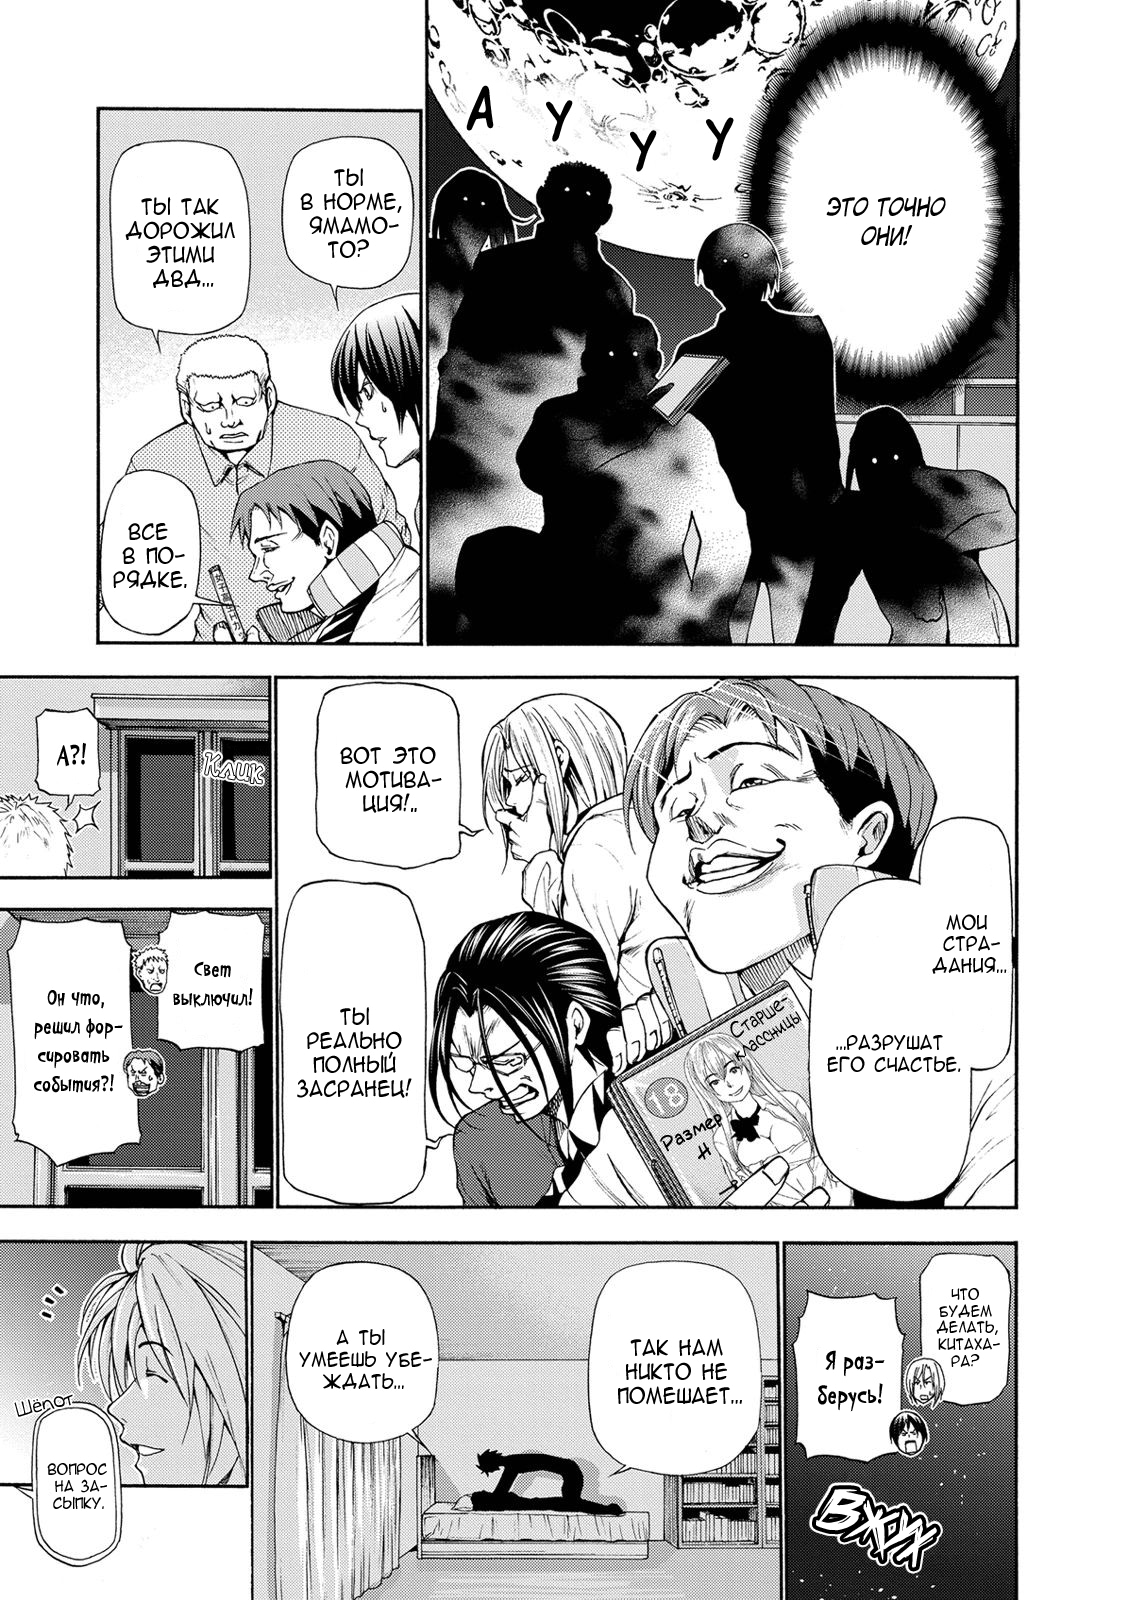 А У У У
ЭТО ТОЧНО
ОНИ!
ТЫ
В НОРМЕ,
ЯМАМО-
ТО?
ТЫ ТАК
ДОРОЖИЛ
ЭТИМИ
ДВД...
ВСЕ
В ПО-
РЯДКЕ.
МОИ
СТРА-
ДАНИЯ...
...РАЗРУШАТ
ЕГО СЧАСТЬЕ.
Старше-
классницы
18
Размер
H
ВОТ ЭТО
МОТИВА-
ЦИЯ!..
ТЫ
РЕАЛЬНО
ПОЛНЫЙ
ЗАСРАНЕЦ!
Клик
А?!
Свет
выключил!
Он что,
решил фор-
сировать
события?!
ЧТО
БУДЕМ
ДЕЛАТЬ,
КИТАХА-
РА?
Я раз-
берусь!
ВЖУХ
ТАК НАМ
НИКТО НЕ
ПОМЕШАЕТ...
А ТЫ
УМЕЕШЬ УБЕ-
ЖДАТЬ...
Шёпот
ВОПРОС
НА ЗА-
СЫПКУ.